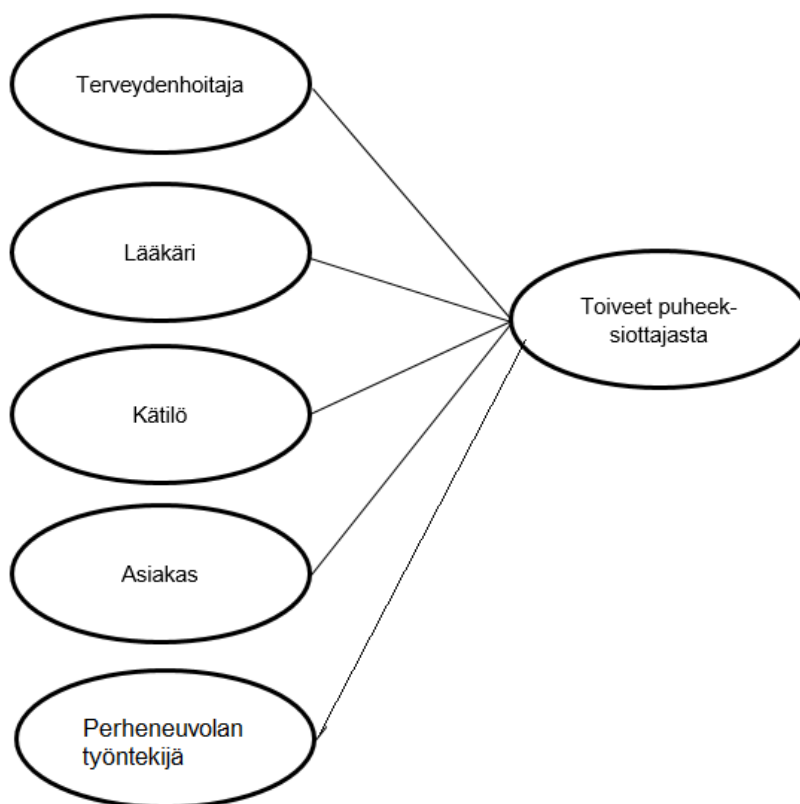 Terveydenhoitaja
Lääkäri
Toiveet puheek-
siottajasta
Kätilö
Asiakas
Perheneuvolan
työntekijä